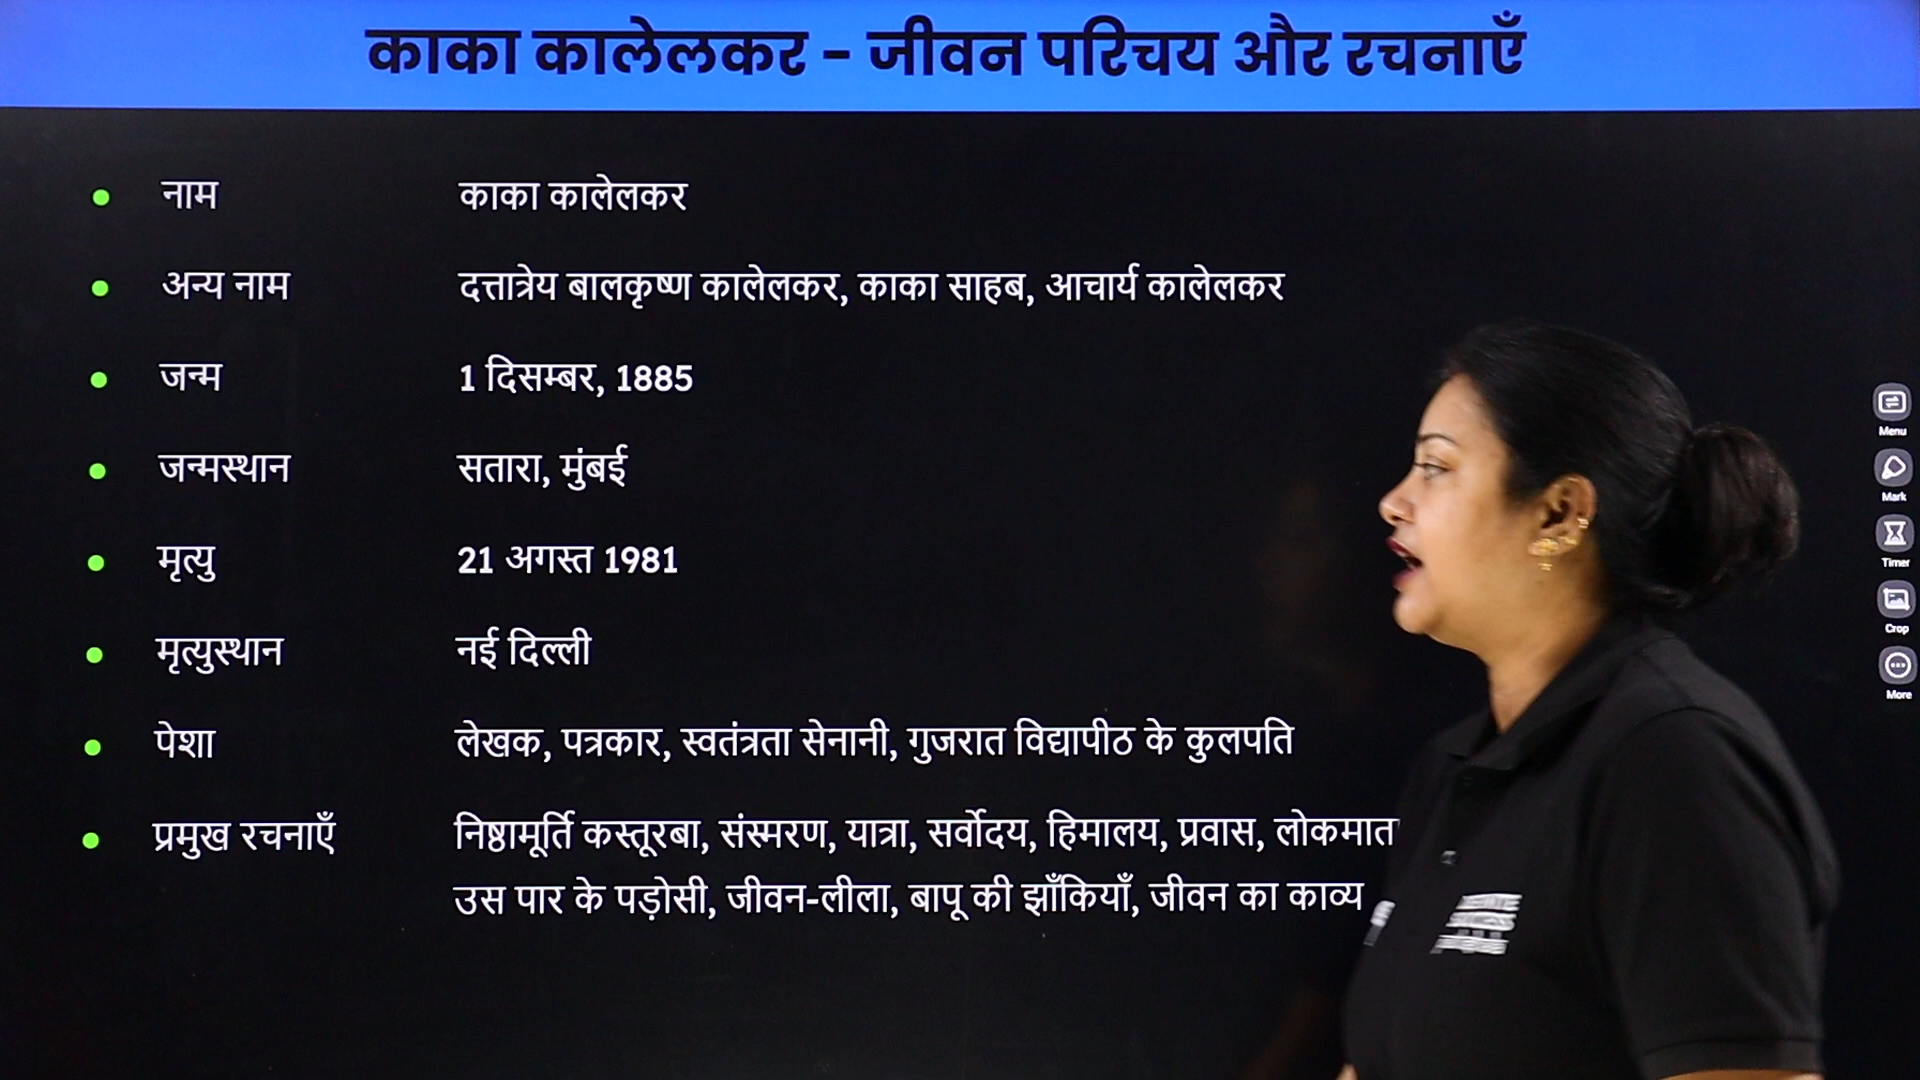 काका कालेलकर - जीवन परिचय और रचनाएँ
नाम काका कालेलकर
अन्य नाम दत्तात्रेय बालकृष्ण कालेलकर, काका साहब, आचार्य कालेलकर
जन्म 1 दिसम्बर, 1885
जन्मस्थान सतारा, मुंबई
मृत्यु 21 अगस्त 1981
मृत्युस्थान नई दिल्ली
पेशा लेखक, पत्रकार, स्वतंत्रता सेनानी, गुजरात विद्यापीठ के कुलपति
प्रमुख रचनाएँ निष्ठामूर्ति कस्तूरबा, संस्मरण, यात्रा, सर्वोदय, हिमालय, प्रवास, लोकमाता
उस पार के पड़ोसी, जीवन-लीला, बापू की झाँकियाँ, जीवन का काव्य
Menu
Mark
Timer
Crop
More